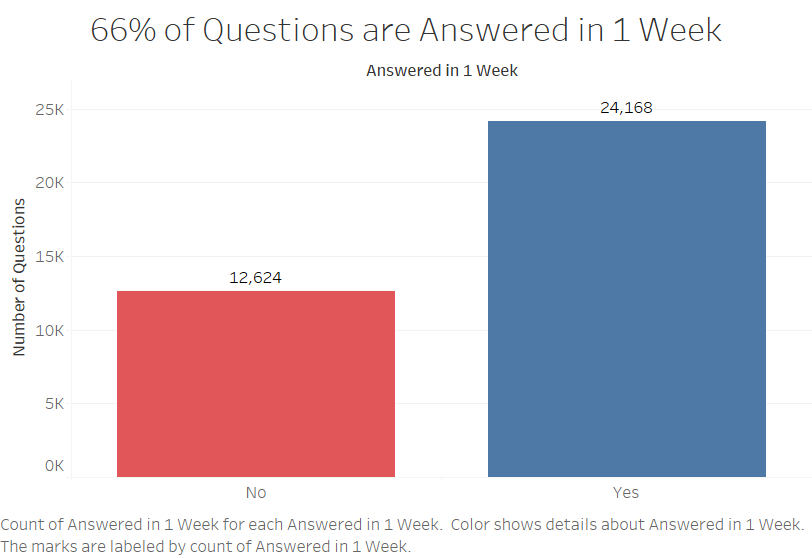 66% of Questions are Answered in 1 Week
Answered in 1 Week
25K
20K
15K
10K
5K
0K
Number of Questions
12,624
24,168
No
Yes
Count of Answered in 1 Week for each Answered in 1 Week.  Color shows details about Answered in 1 Week.
The marks are labeled by count of Answered in 1 Week.